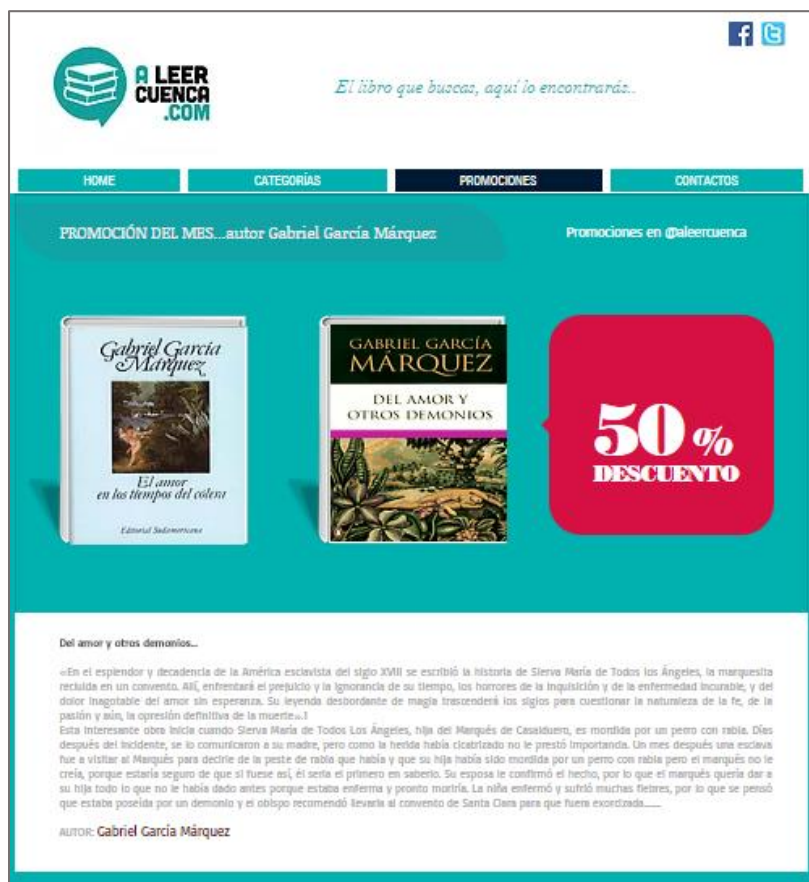 A LEER
CUENCA
.COM
El libro que buscas, aquí lo encontrarás..
HOME CATEGORÍAS PROMOCIONES CONTACTOS
PROMOCIÓN DEL MES...autor Gabriel García Márquez
Promociones en @aleercuenca
Gabriel García
Márquez
El amor
en los tiempos del cólera
Editorial Sudamericana
GABRIEL GARCÍA
MÁRQUEZ
DEL AMOR Y
OTROS DEMONIOS
50%
DESCUENTO
Del amor y otros demonios...
«En el esplendor y decadencia de la América esclavista del siglo XVIII se escribió la historia de Sierva María de Todos los Ángeles, la marquesita
recluida en un convento. Allí, enfrentará el prejuicio y la ignorancia de su tiempo, los horrores de la Inquisición y de la enfermedad incurable, y del
dolor inagotable del amor sin esperanza. Su leyenda desbordante de magia trascenderá los siglos para cuestionar la naturaleza de la fe, de la
pasión y aún, la opresión definitiva de la muerte».1
Esta interesante obra inicia cuando Sierva María de Todos Los Ángeles, hija del Marqués de Casalduero, es mordida por un perro con rabia. Días
después del incidente, se lo comunicaron a su madre, pero como la herida había cicatrizado no le prestó importancia. Un mes después una esclava
fue a visitar al Marqués para decirle de la peste de rabia que había y que su hija había sido mordida por un perro con rabia pero el marqués no le
creía, porque estaría seguro de que si fuese así, él sería el primero en saberlo. Su esposa le confirmó el hecho, por lo que el marqués quería dar a
su hija todo lo que no le había dado antes porque estaba enferma y pronto moriría. La niña enfermó y sufrió muchas fiebres, por lo que se pensó
que estaba poseída por un demonio y el obispo recomendó llevarla al convento de Santa Clara para que fuera exorcizada......
AUTOR: Gabriel García Márquez